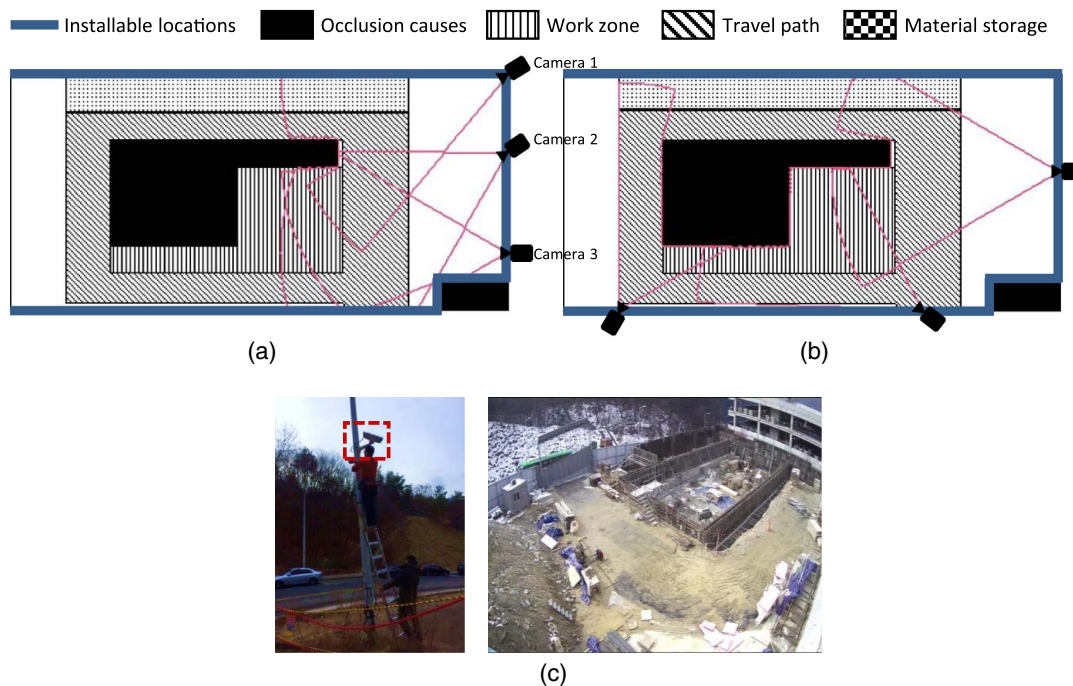 Installable locations Occlusion causes Work zone Travel path Material storage
Camera 1
Camera 2
Camera 3
(a) (b)
(c)